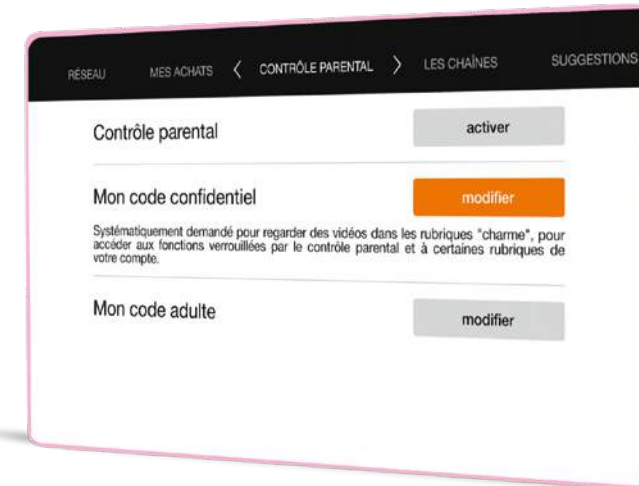 RÉSEAU MES ACHATS < CONTRÔLE PARENTAL > LES CHAÎNES SUGGESTIONS
Contrôle parental activer
Mon code confidentiel modifier
Systématiquement demandé pour regarder des vidéos dans les rubriques "charme", pour
accéder aux fonctions verrouillées par le contrôle parental et à certaines rubriques de
votre compte.
Mon code adulte modifier